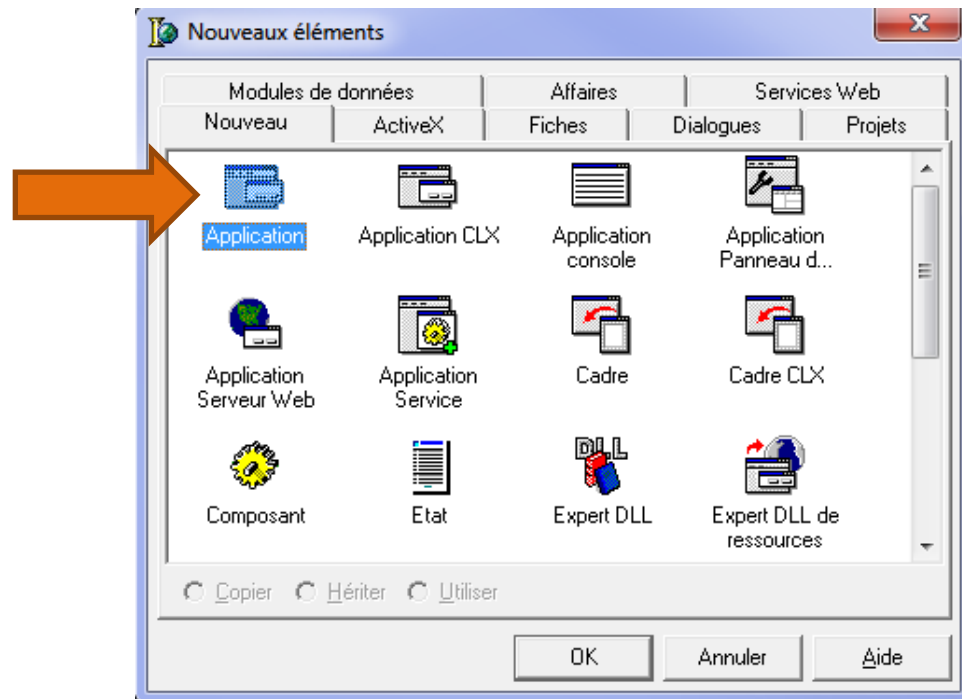 Nouveaux éléments
x
Modules de données
Affaires
Services Web
Nouveau
ActiveX
Fiches
Dialogues
Projets
Application
Application CLX
Application
console
Application
Panneau d...
Application
Serveur Web
Application
Service
Cadre
Cadre CLX
Composant
Etat
DLL
Expert DLL
Expert DLL de
ressources
Copier
Hériter
Utiliser
OK
Annuler
Aide